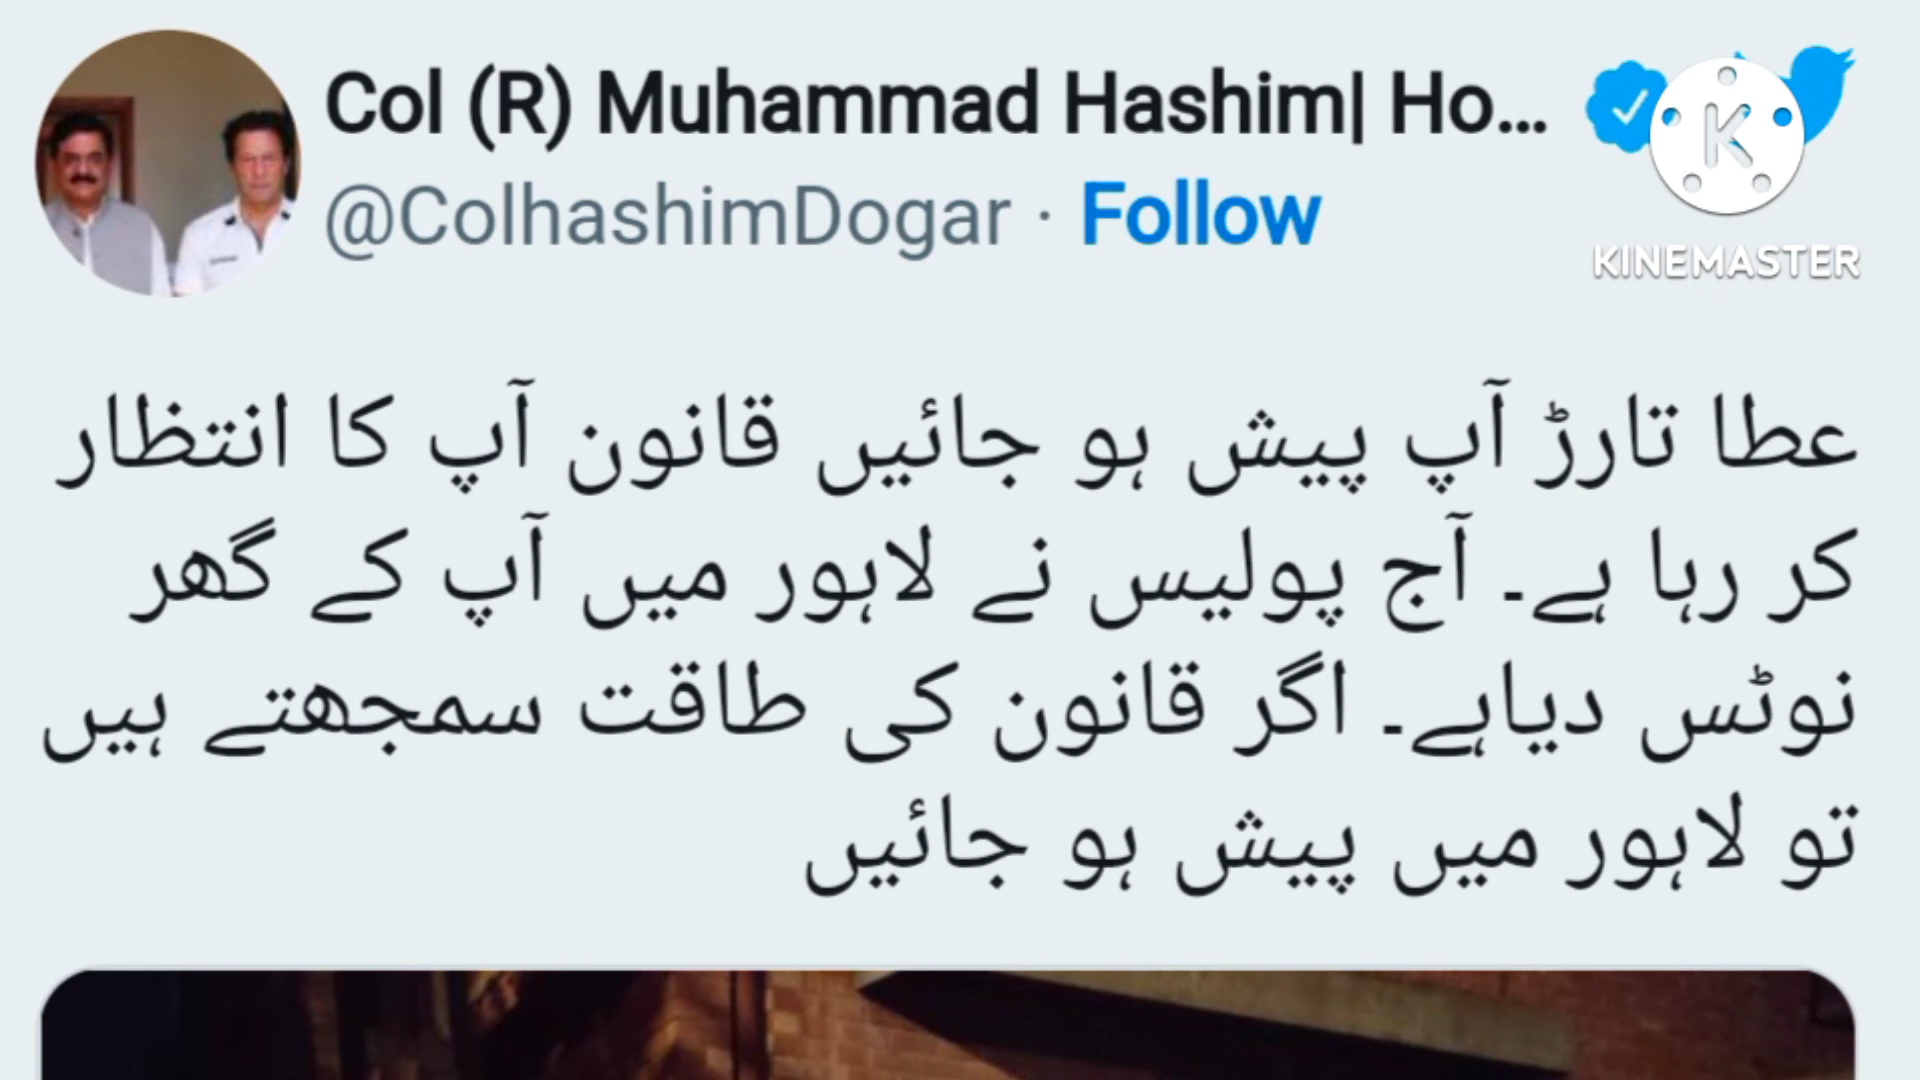 Col (R) Muhammad Hashim| Ho...
@ColhashimDogar · Follow
KINEMASTER
عطا تارڑ آپ پیش ہو جائیں قانون آپ کا انتظار
کر رہا ہے۔ آج پولیس نے لاہور میں آپ کے گھر
نوٹس دیاہے۔ اگر قانون کی طاقت سمجھتے ہیں
تو لاہور میں پیش ہو جائیں